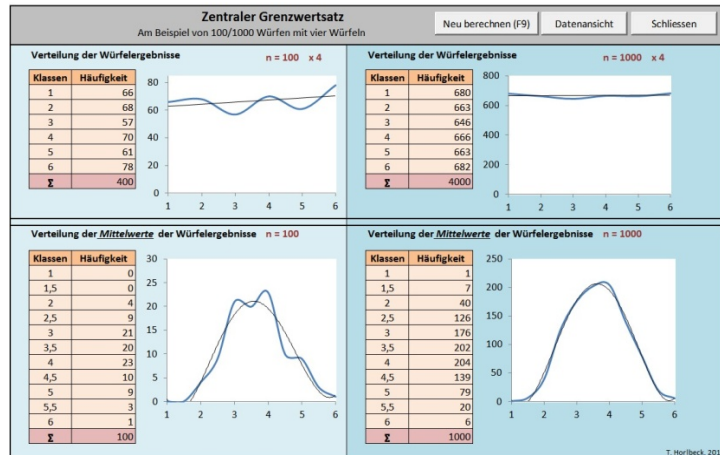 Zentraler Grenzwertsatz
Am Beispiel von 100/1000 Würfen mit vier Würfeln
Neu berechnen (F9)
Datenansicht
Schliessen
Verteilung der Würfelergebnisse n = 100 x 4
Klassen Häufigkeit
1 66
2 68
3 57
4 70
5 61
6 78
Σ 400
80
60
40
20
0
1 2 3 4 5 6
Verteilung der Würfelergebnisse n = 1000 x 4
Klassen Häufigkeit
1 680
2 663
3 646
4 666
5 663
6 682
Σ 4000
800
600
400
200
0
1 2 3 4 5 6
Verteilung der Mittelwerte der Würfelergebnisse n = 100
Klassen Häufigkeit
1 0
1,5 0
2 4
2,5 9
3 21
3,5 20
4 23
4,5 10
5 9
5,5 3
6 1
Σ 100
30
25
20
15
10
5
0
1 2 3 4 5 6
Verteilung der Mittelwerte der Würfelergebnisse n = 1000
Klassen Häufigkeit
1 1
1,5 7
2 40
2,5 126
3 176
3,5 202
4 204
4,5 139
5 79
5,5 20
6 6
Σ 1000
250
200
150
100
50
0
1 2 3 4 5 6
T. Horlbeck, 201